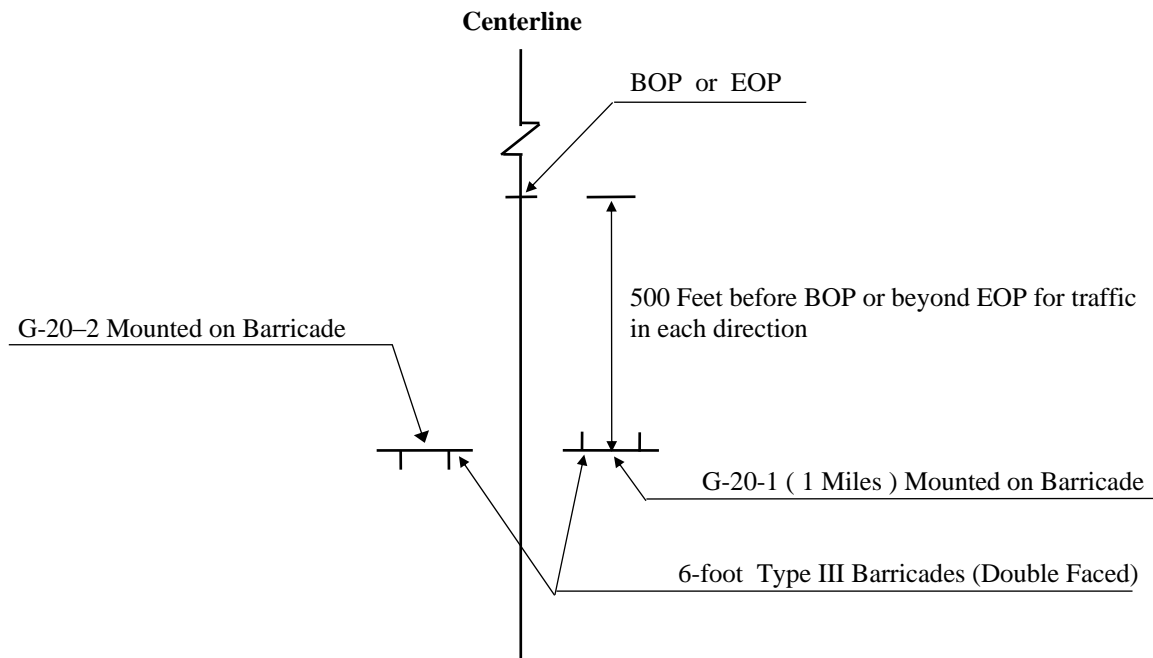 Centerline
BOP or EOP
500 Feet before BOP or beyond EOP for traffic
in each direction
G-20–2 Mounted on Barricade
G-20-1 ( 1 Miles ) Mounted on Barricade
6-foot Type III Barricades (Double Faced)